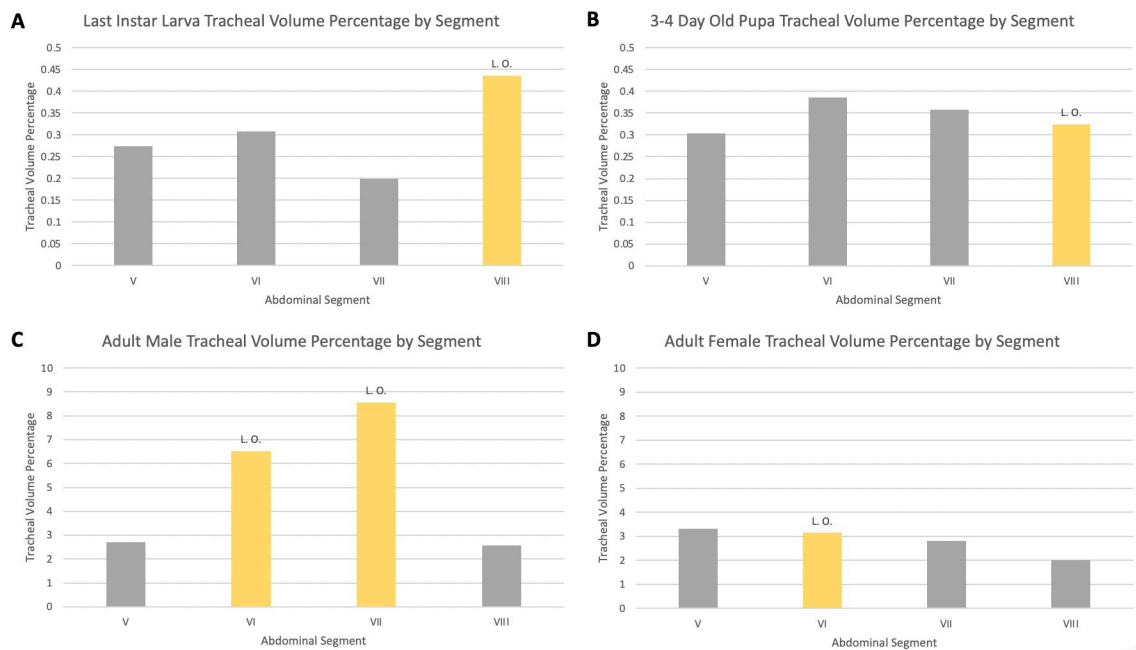 A
Last Instar Larva Tracheal Volume Percentage by Segment
Tracheal Volume Percentage
0.5
0.45
0.4
0.35
0.3
0.25
0.2
0.15
0.1
0.05
0
L. O.
V
VI
VII
VIII
Abdominal Segment
B
3-4 Day Old Pupa Tracheal Volume Percentage by Segment
Tracheal Volume Percentage
0.5
0.45
0.4
0.35
0.3
0.25
0.2
0.15
0.1
0.05
0
L. O.
V
VI
VII
VIII
Abdominal Segment
C
Adult Male Tracheal Volume Percentage by Segment
Tracheal Volume Percentage
10
9
8
7
6
5
4
3
2
1
0
L. O.
L. O.
V
VI
VII
VIII
Abdominal Segment
D
Adult Female Tracheal Volume Percentage by Segment
Tracheal Volume Percentage
10
9
8
7
6
5
4
3
2
1
0
L. O.
V
VI
VII
VIII
Abdominal Segment